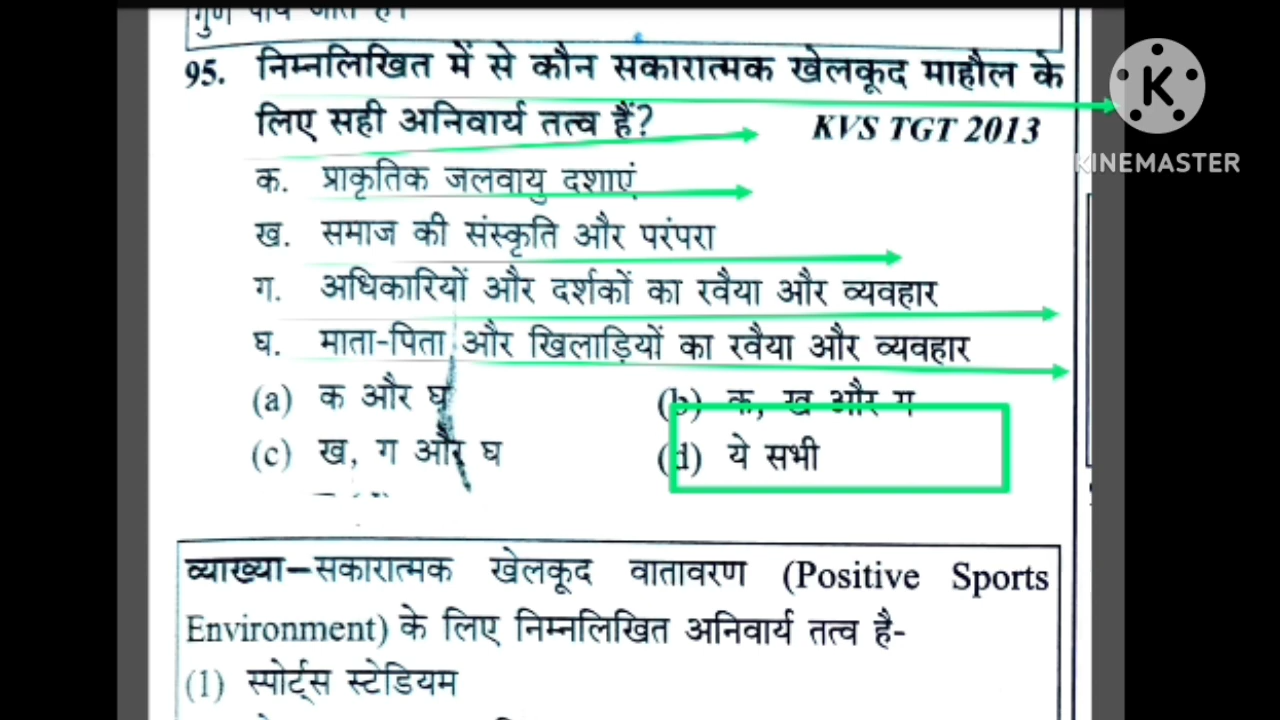 गुण पाये जाते हैं।
95. निम्नलिखित में से कौन सकारात्मक खेलकूद माहौल के
लिए सही अनिवार्य तत्व हैं? KVS TGT 2013
क. प्राकृतिक जलवायु दशाएं
ख. समाज की संस्कृति और परंपरा
ग. अधिकारियों और दर्शकों का रवैया और व्यवहार
घ. माता-पिता और खिलाड़ियों का रवैया और व्यवहार
(a) क और घ (b) क, ख और ग
(c) ख, ग और घ (d) ये सभी
व्याख्या–सकारात्मक खेलकूद वातावरण (Positive Sports
Environment) के लिए निम्नलिखित अनिवार्य तत्व है-
(1) स्पोर्ट्स स्टेडियम
K
KINEMASTER